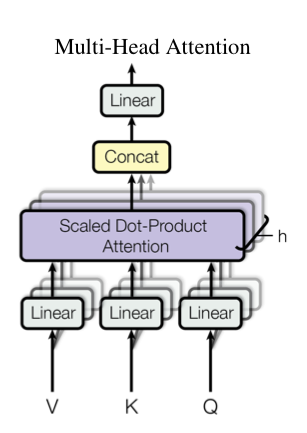 Multi-Head Attention
Linear
Concat
Scaled Dot-Product
Attention
h
Linear Linear Linear
V K Q